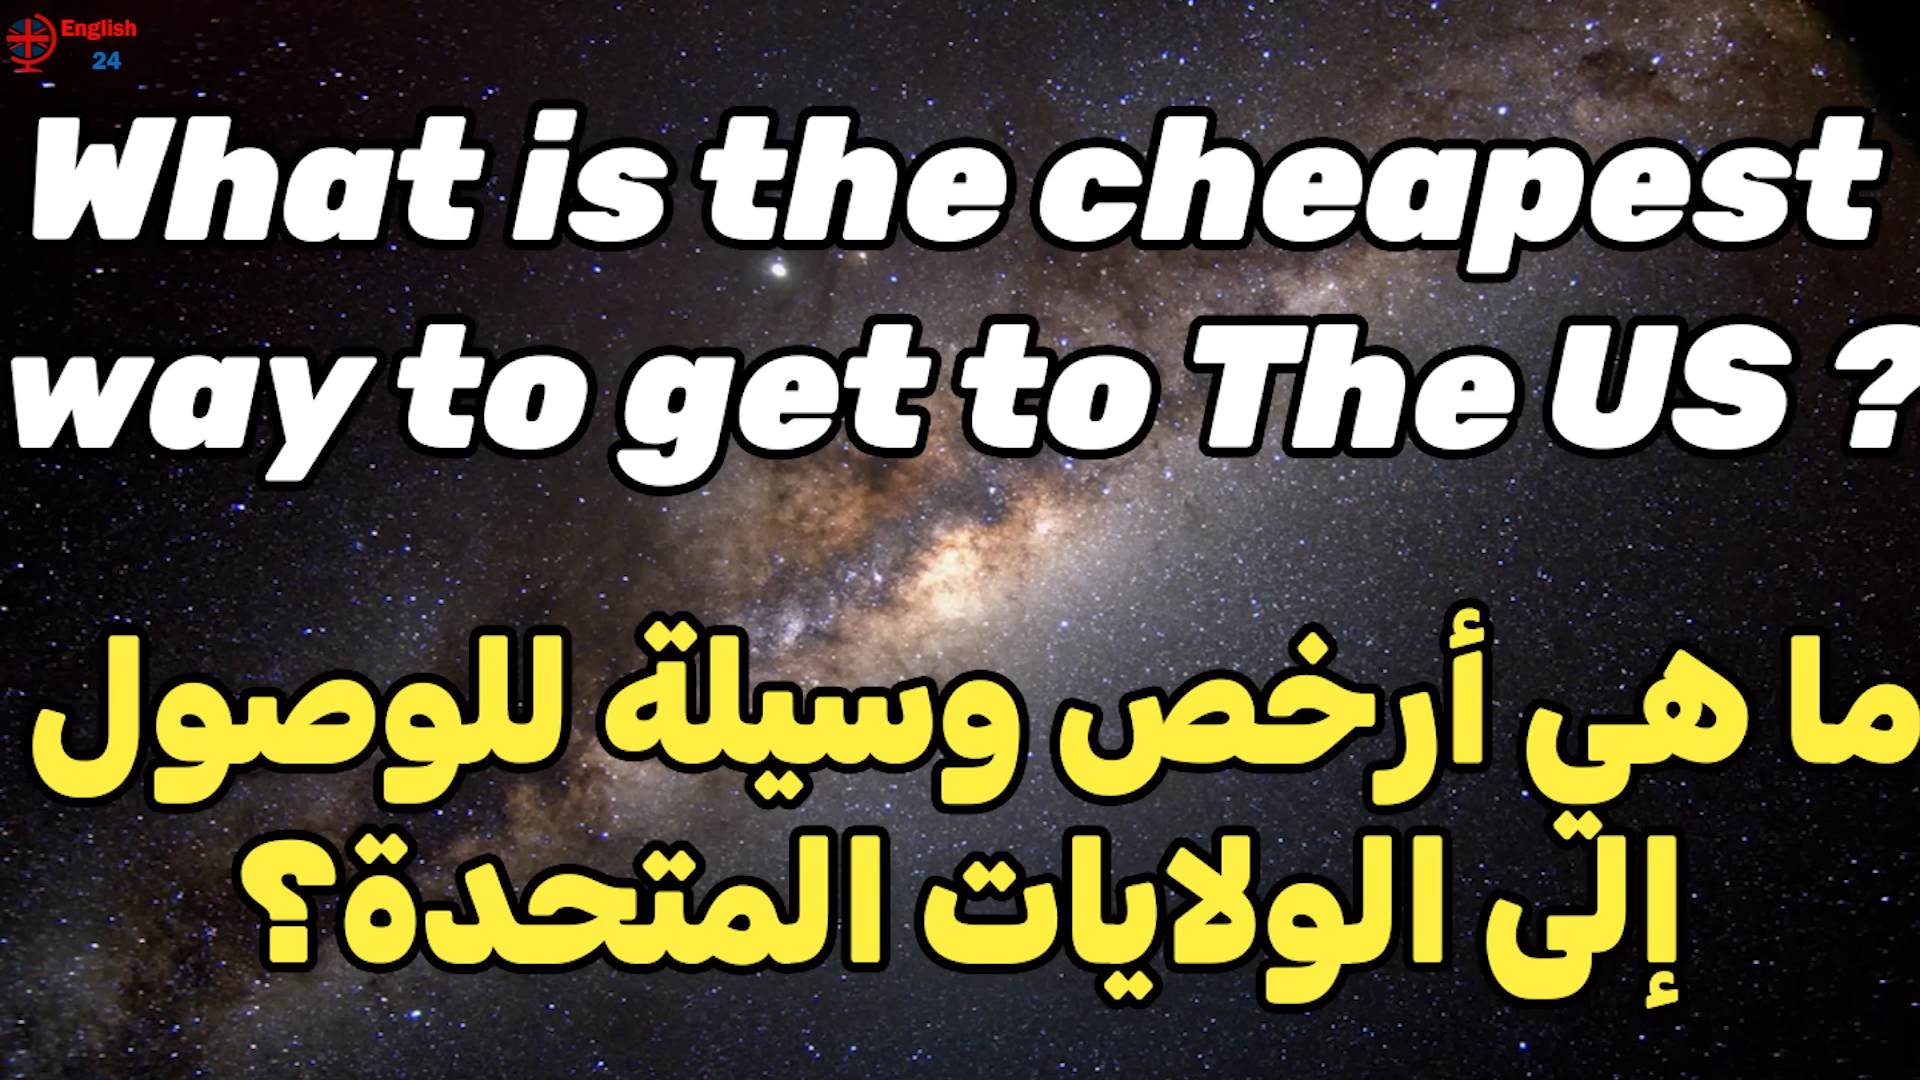 English
24
What is the cheapest
way to get to The US ?
ما هي أرخص وسيلة للوصول
إلى الولايات المتحدة؟